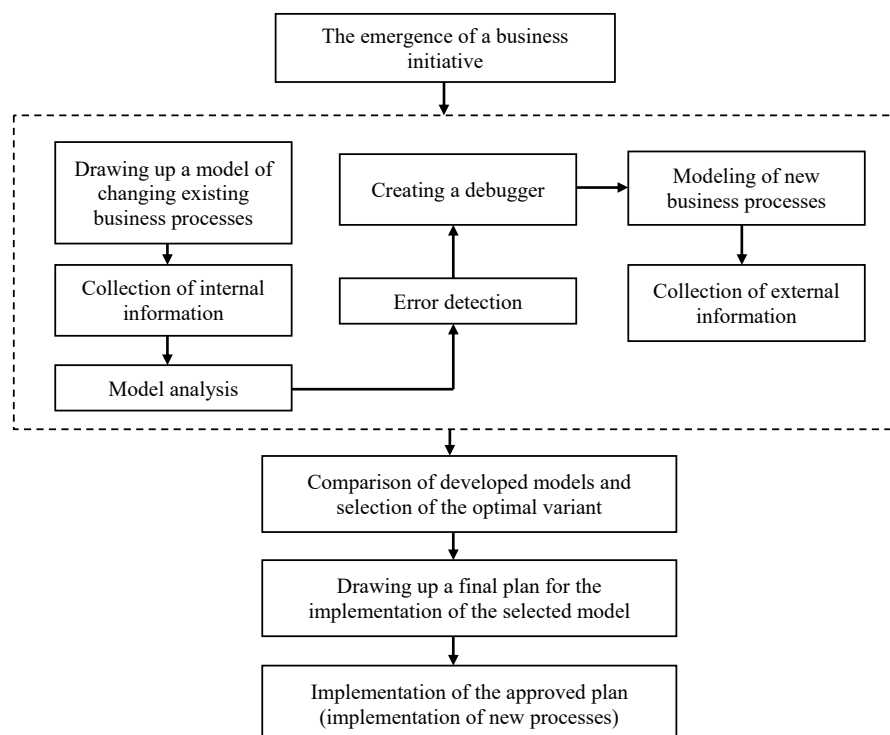 The emergence of a business
initiative
Drawing up a model of
changing existing
business processes
Collection of internal
information
Model analysis
Error detection
Creating a debugger
Modeling of new
business processes
Collection of external
information
Comparison of developed models and
selection of the optimal variant
Drawing up a final plan for the
implementation of the selected model
Implementation of the approved plan
(implementation of new processes)